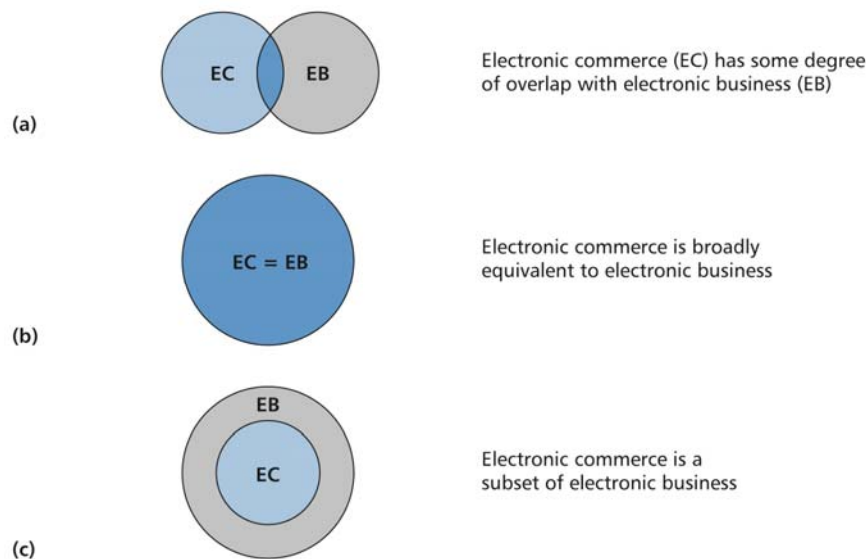 EC EB
Electronic commerce (EC) has some degree
of overlap with electronic business (EB)
(a)
EC = EB
Electronic commerce is broadly
equivalent to electronic business
(b)
EB
EC
Electronic commerce is a
subset of electronic business
(c)